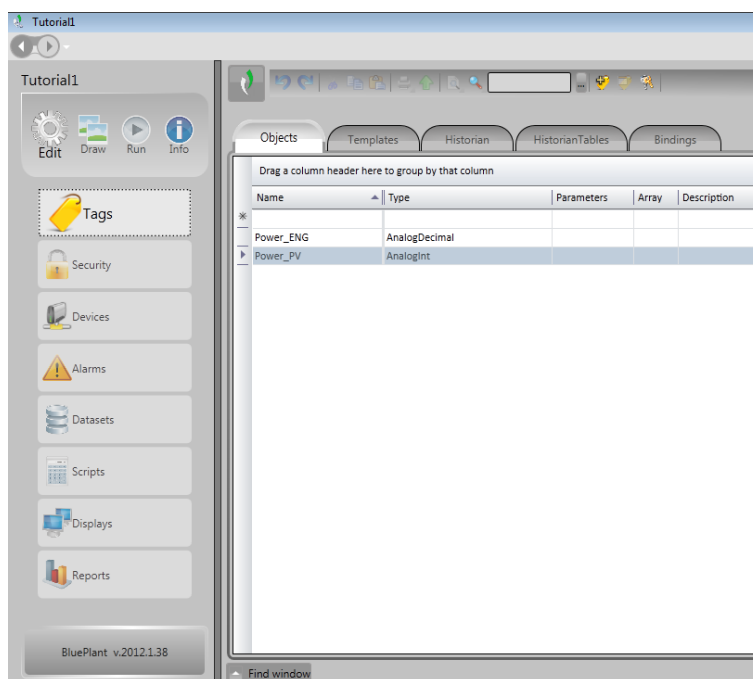 Tutorial1
Tutorial1
Edit Draw Run Info
Tags
Security
Devices
Alarms
Datasets
Scripts
Displays
Reports
BluePlant v.2012.1.38
...
Objects Templates Historian HistorianTables Bindings
Drag a column header here to group by that column
Name Type Parameters Array Description
Power_ENG AnalogDecimal
Power_PV AnalogInt
Find window